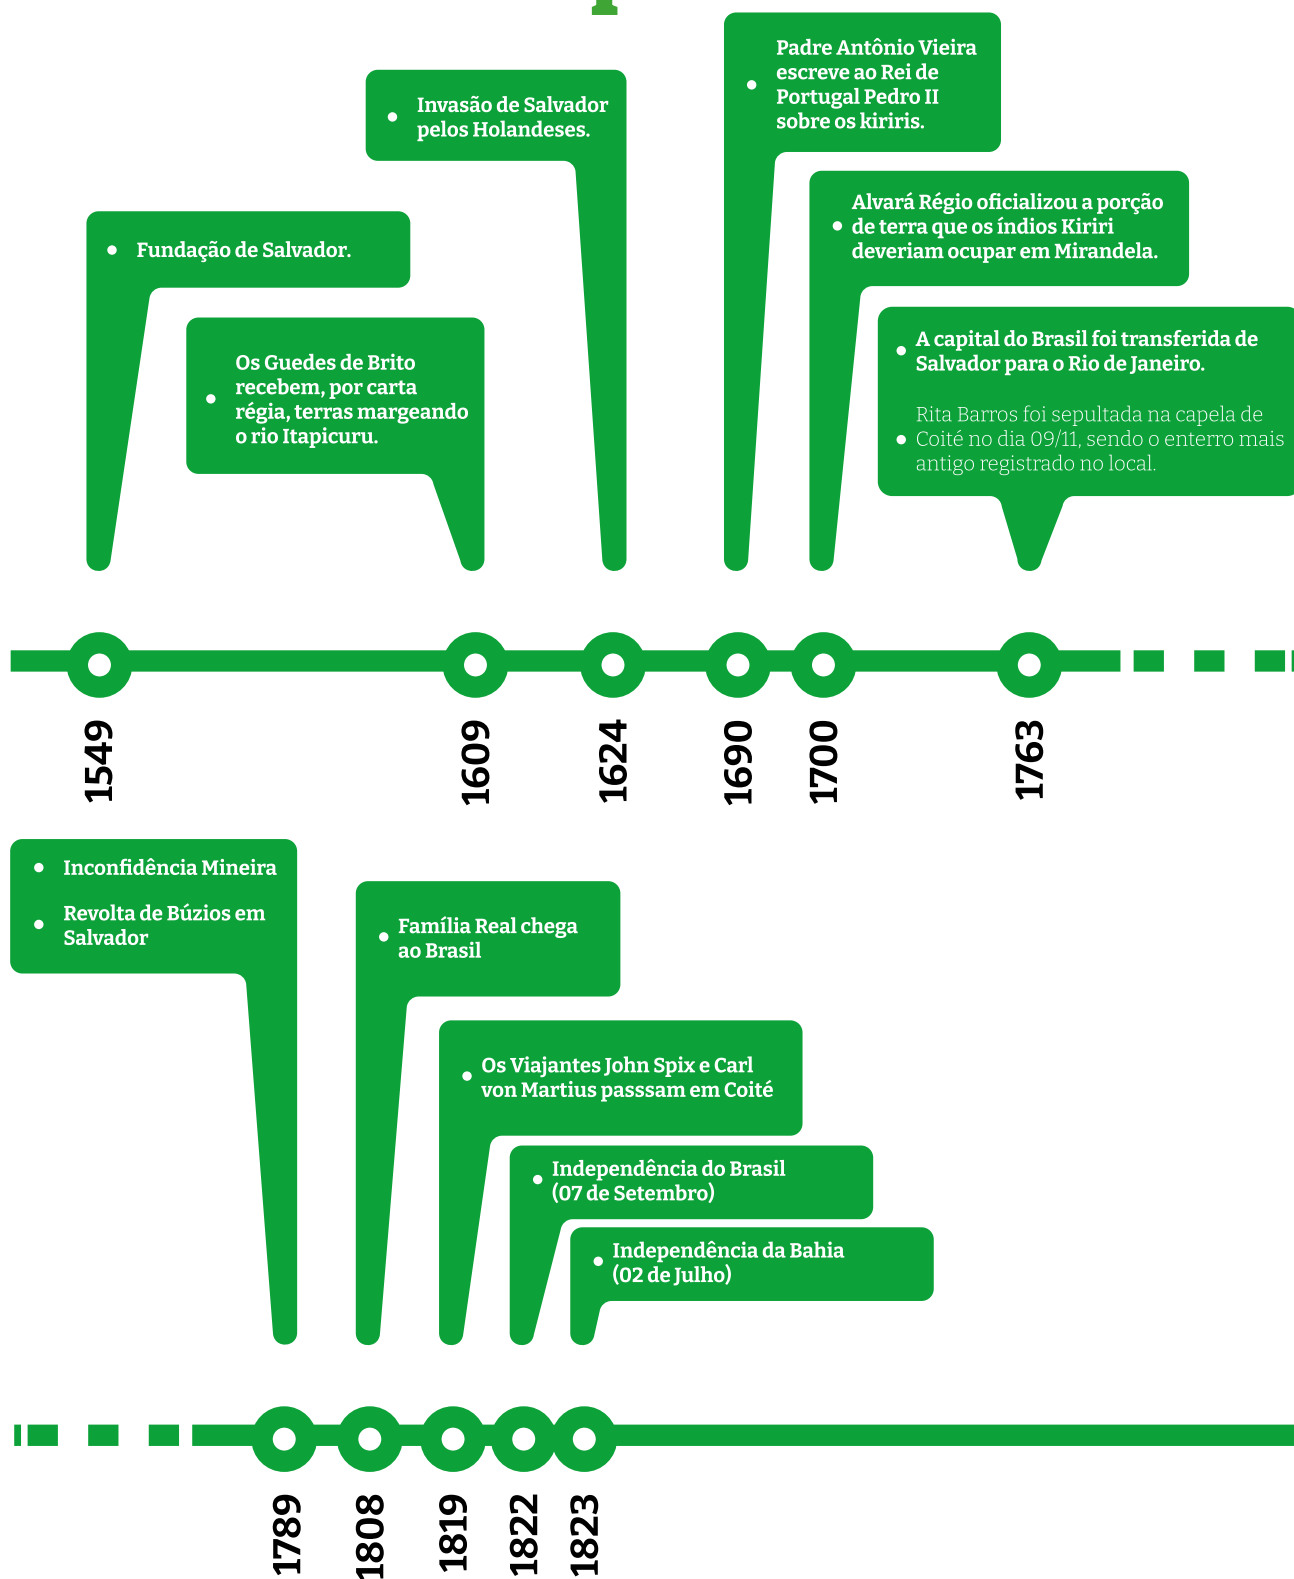 Fundação de Salvador.
Os Guedes de Brito
recebem, por carta
régia, terras margeando
o rio Itapicuru.
Invasão de Salvador
pelos Holandeses.
Padre Antônio Vieira
escreve ao Rei de
Portugal Pedro II
sobre os kiriris.
Alvará Régio oficializou a porção
de terra que os índios Kiriri
deveriam ocupar em Mirandela.
A capital do Brasil foi transferida de
Salvador para o Rio de Janeiro.
Rita Barros foi sepultada na capela de
Coité no dia 09/11, sendo o enterro mais
antigo registrado no local.
1549
1609
1624
1690
1700
1763
Inconfidência Mineira
Revolta de Búzios em
Salvador
Família Real chega
ao Brasil
Os Viajantes John Spix e Carl
von Martius passsam em Coité
Independência do Brasil
(07 de Setembro)
Independência da Bahia
(02 de Julho)
1789
1808
1819
1822
1823